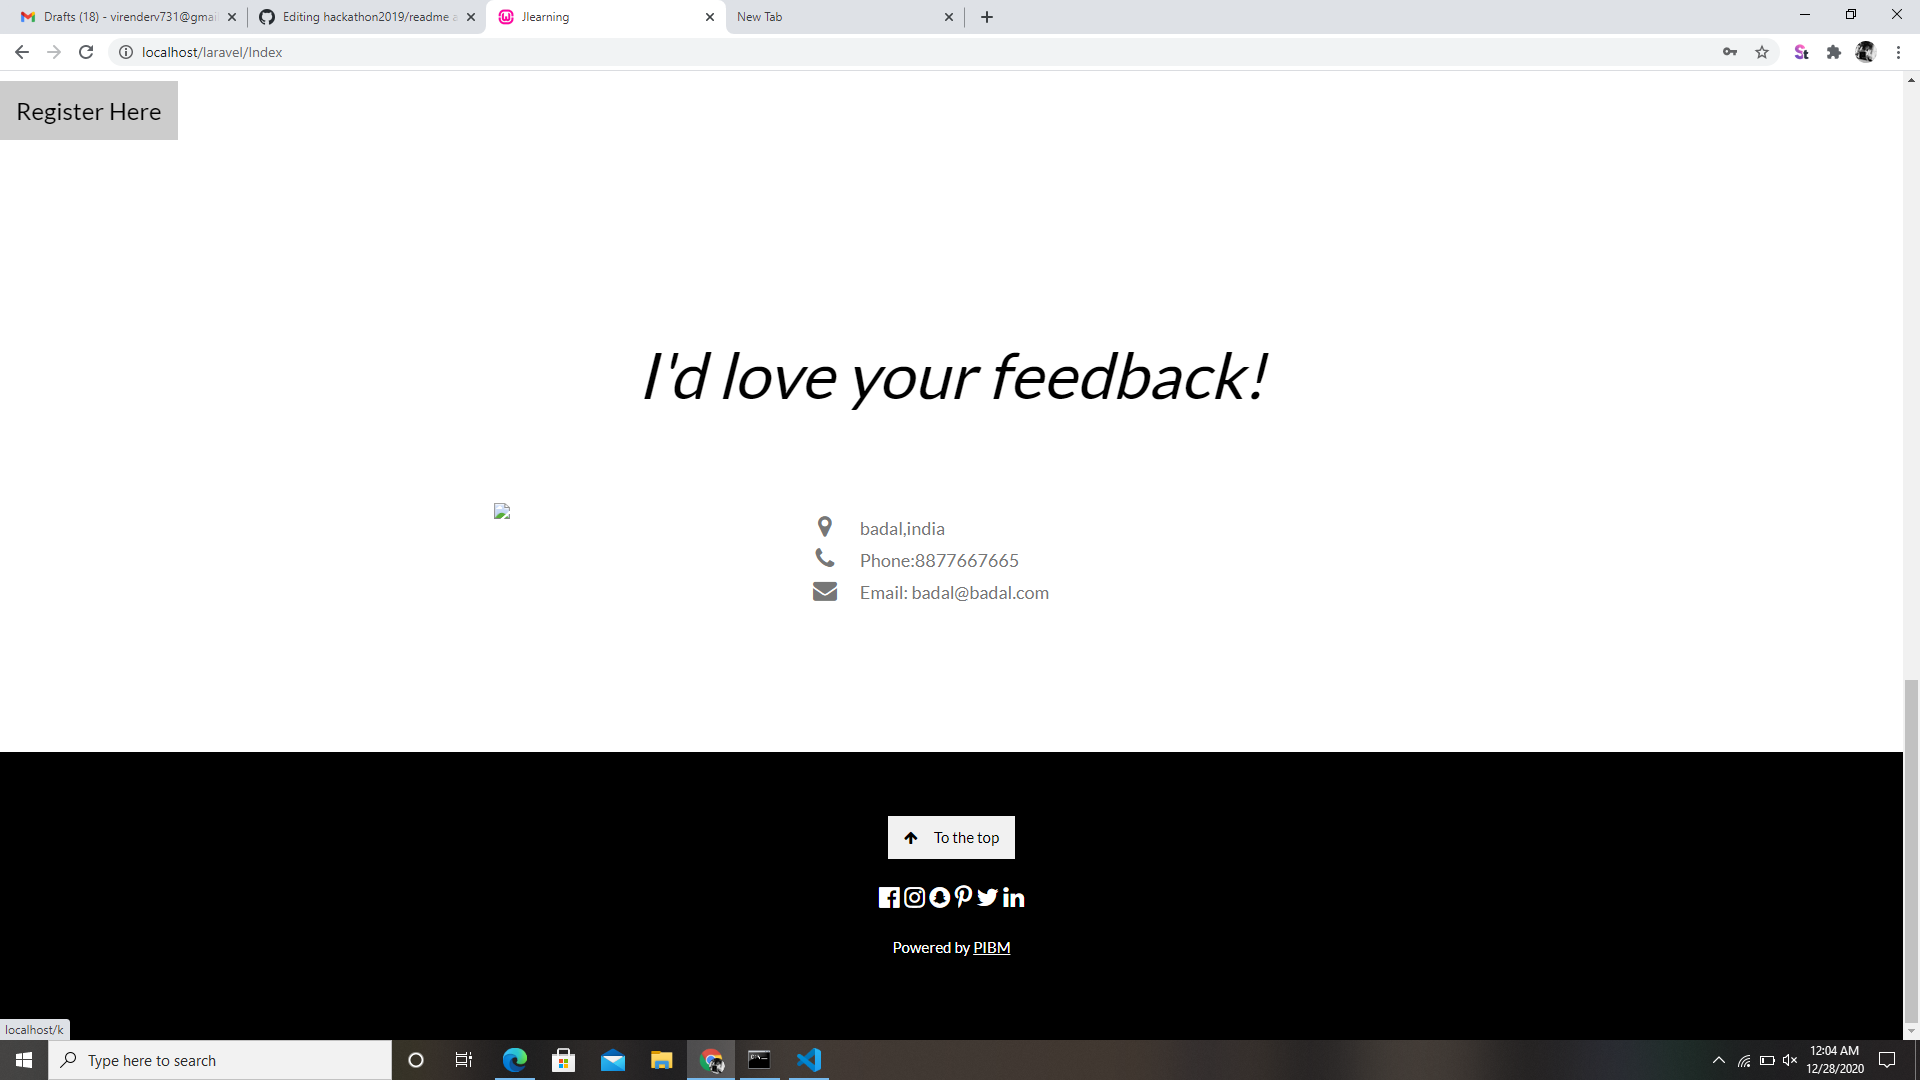 Drafts (18) - virenderv731@gmai
Editing hackathon2019/readme a
Jlearning
New Tab
localhost/laravel/Index
St
Register Here
I'd love your feedback!
badal,india
Phone:8877667665
Email: badal@badal.com
To the top
Powered by PIBM
localhost/k
Type here to search
12:04 AM
12/28/2020